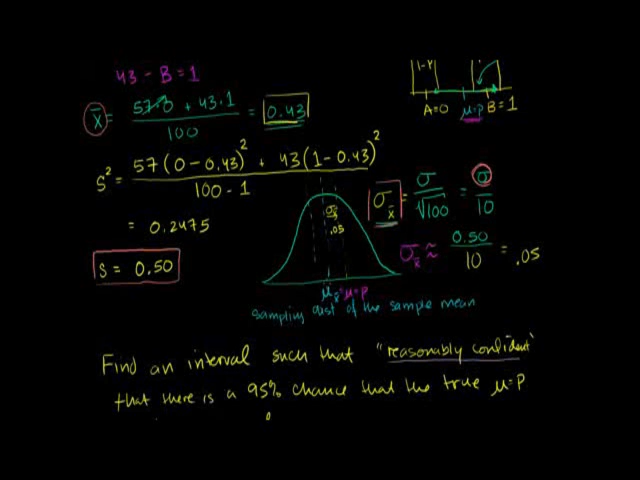 43 - B = 1
1-P
A=0 μ=p B=1
x̄ = 57·0 + 43·1 / 100 = 0.43
S² = 57(0 - 0.43)² + 43(1 - 0.43)² / 100 - 1
= 0.2475
S = 0.50
σx̄ = σ / √100 = σ / 10
σx̄ ≈ 0.50 / 10 = .05
.05
μx̄ = μ = p
sampling dist of the sample mean
Find an interval such that "reasonably confident"
that there is a 95% chance that the true μ=p